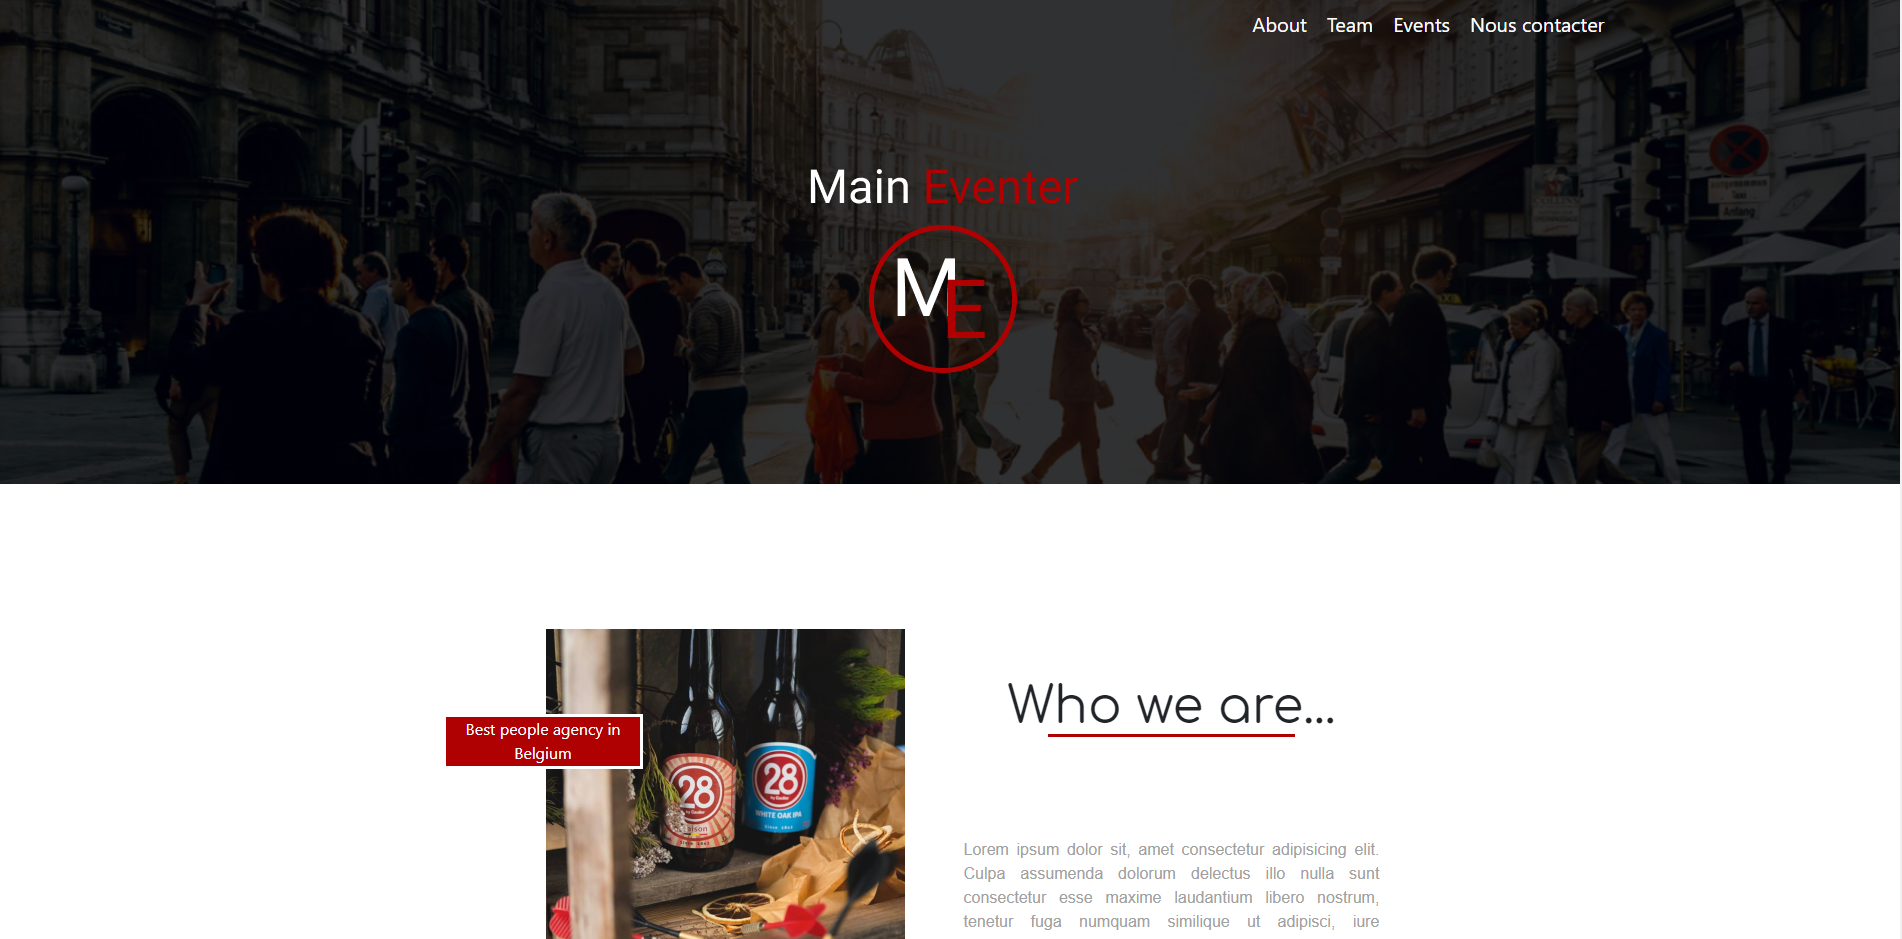 About Team Events Nous contacter
Main Eventer
ME
Best people agency in
Belgium
28
28
WHITE OAK IPA
Since 1842
Who we are...
Lorem ipsum dolor sit, amet consectetur adipisicing elit.
Culpa assumenda dolorum delectus illo nulla sunt
consectetur esse maxime laudantium libero nostrum,
tenetur fuga numquam similique ut adipisci, iure